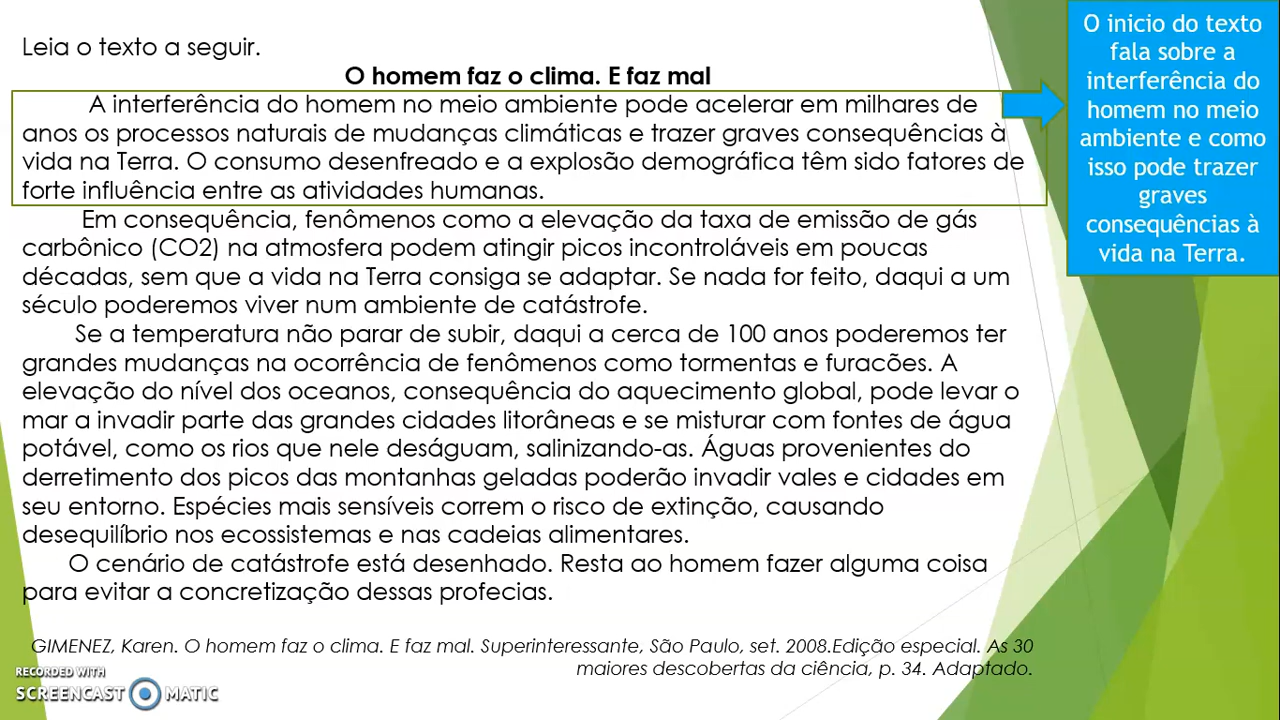 Leia o texto a seguir.
O homem faz o clima. E faz mal
A interferência do homem no meio ambiente pode acelerar em milhares de
anos os processos naturais de mudanças climáticas e trazer graves consequências à
vida na Terra. O consumo desenfreado e a explosão demográfica têm sido fatores de
forte influência entre as atividades humanas.
Em consequência, fenômenos como a elevação da taxa de emissão de gás
carbônico (CO2) na atmosfera podem atingir picos incontroláveis em poucas
décadas, sem que a vida na Terra consiga se adaptar. Se nada for feito, daqui a um
século poderemos viver num ambiente de catástrofe.
Se a temperatura não parar de subir, daqui a cerca de 100 anos poderemos ter
grandes mudanças na ocorrência de fenômenos como tormentas e furacões. A
elevação do nível dos oceanos, consequência do aquecimento global, pode levar o
mar a invadir parte das grandes cidades litorâneas e se misturar com fontes de água
potável, como os rios que nele deságuam, salinizando-as. Águas provenientes do
derretimento dos picos das montanhas geladas poderão invadir vales e cidades em
seu entorno. Espécies mais sensíveis correm o risco de extinção, causando
desequilíbrio nos ecossistemas e nas cadeias alimentares.
O cenário de catástrofe está desenhado. Resta ao homem fazer alguma coisa
para evitar a concretização dessas profecias.
GIMENEZ, Karen. O homem faz o clima. E faz mal. Superinteressante, São Paulo, set. 2008.Edição especial. As 30
maiores descobertas da ciência, p. 34. Adaptado.
O inicio do texto
fala sobre a
interferência do
homem no meio
ambiente e como
isso pode trazer
graves
consequências à
vida na Terra.
RECORDED WITH
SCREENCAST MATIC